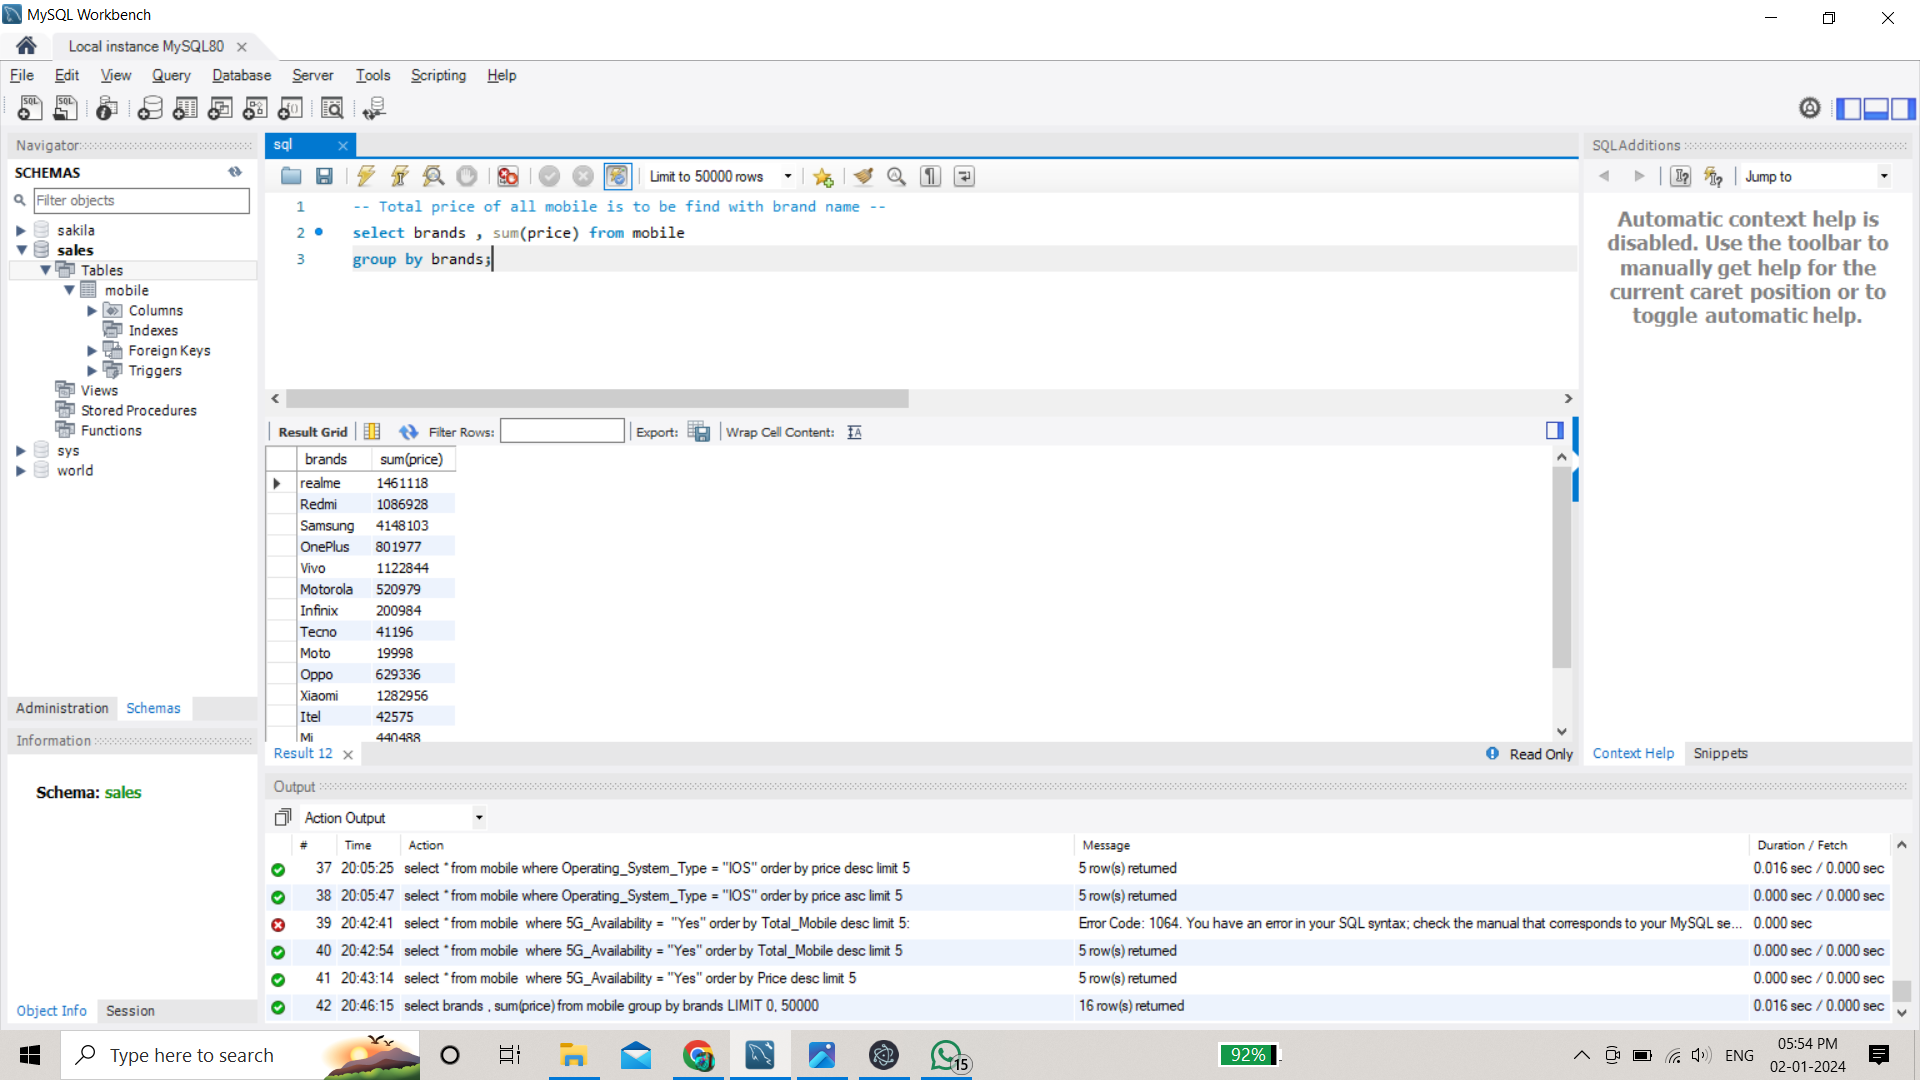 MySQL Workbench
Local instance MySQL80
File Edit View Query Database Server Tools Scripting Help
Navigator
SCHEMAS
Filter objects
sakila
sales
Tables
mobile
Columns
Indexes
Foreign Keys
Triggers
Views
Stored Procedures
Functions
sys
world
Administration Schemas
Information
Schema: sales
Object Info Session
sql
Limit to 50000 rows
1 -- Total price of all mobile is to be find with brand name --
2 select brands , sum(price) from mobile
3 group by brands;
Result Grid Filter Rows: Export: Wrap Cell Content:
brands sum(price)
realme 1461118
Redmi 1086928
Samsung 4148103
OnePlus 801977
Vivo 1122844
Motorola 520979
Infinix 200984
Tecno 41196
Moto 19998
Oppo 629336
Xiaomi 1282956
Itel 42575
Mi 440488
Result 12
Read Only
SQLAdditions
Jump to
Automatic context help is
disabled. Use the toolbar to
manually get help for the
current caret position or to
toggle automatic help.
Context Help Snippets
Output
Action Output
# Time Action Message Duration / Fetch
37 20:05:25 select * from mobile where Operating_System_Type = "IOS" order by price desc limit 5 5 row(s) returned 0.016 sec / 0.000 sec
38 20:05:47 select * from mobile where Operating_System_Type = "IOS" order by price asc limit 5 5 row(s) returned 0.000 sec / 0.000 sec
39 20:42:41 select * from mobile where 5G_Availability = "Yes" order by Total_Mobile desc limit 5: Error Code: 1064. You have an error in your SQL syntax; check the manual that corresponds to your MySQL se... 0.000 sec
40 20:42:54 select * from mobile where 5G_Availability = "Yes" order by Total_Mobile desc limit 5 5 row(s) returned 0.000 sec / 0.000 sec
41 20:43:14 select * from mobile where 5G_Availability = "Yes" order by Price desc limit 5 5 row(s) returned 0.000 sec / 0.000 sec
42 20:46:15 select brands , sum(price) from mobile group by brands LIMIT 0, 50000 16 row(s) returned 0.016 sec / 0.000 sec
Type here to search
15
92%
ENG
05:54 PM
02-01-2024